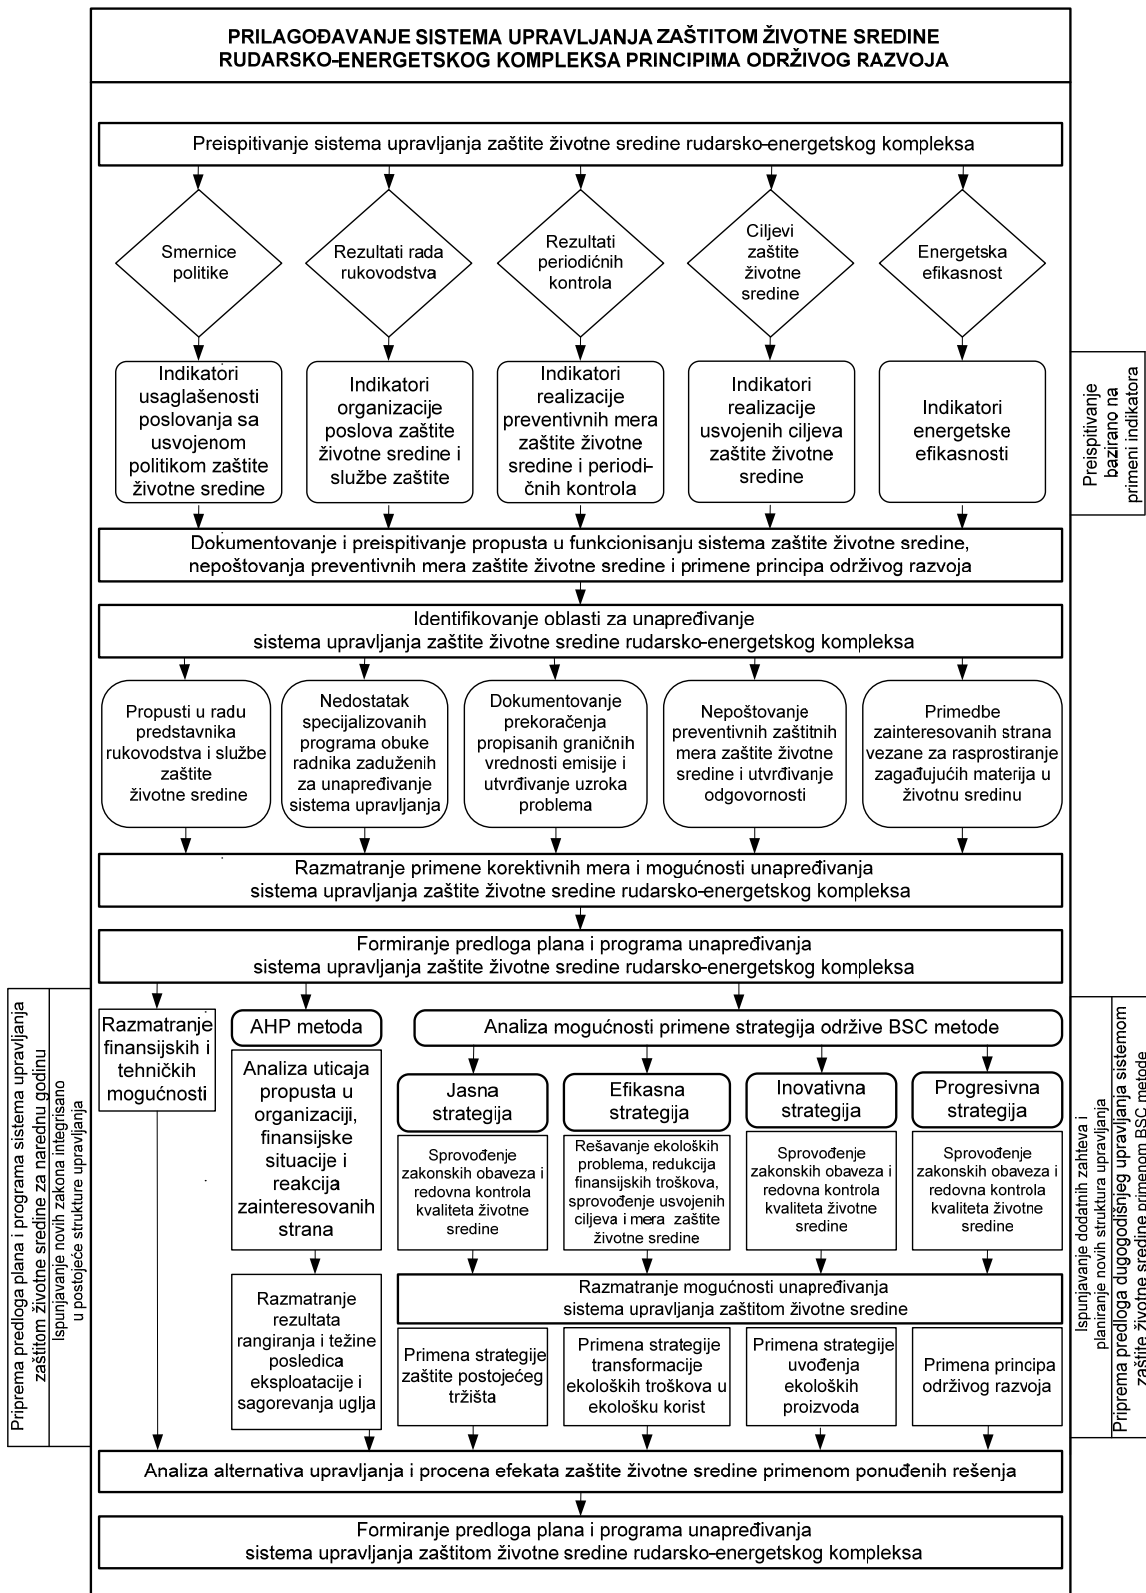 PRILAGOĐAVANJE SISTEMA UPRAVLJANJA ZAŠTITOM ŽIVOTNE SREDINE
RUDARSKO-ENERGETSKOG KOMPLEKSA PRINCIPIMA ODRŽIVOG RAZVOJA
Preispitivanje sistema upravljanja zaštite životne sredine rudarsko-energetskog kompleksa
Smernice
politike
Rezultati rada
rukovodstva
Rezultati
periodićnih
kontrola
Ciljevi
zaštite
životne
sredine
Energetska
efikasnost
Indikatori
usaglašenosti
poslovanja sa
usvojenom
politikom zaštite
životne sredine
Indikatori
organizacije
poslova zaštite
životne sredine i
službe zaštite
Indikatori
realizacije
preventivnih mera
zaštite životne
sredine i periodi-
čnih kontrola
Indikatori
realizacije
usvojenih ciljeva
zaštite životne
sredine
Indikatori
energetske
efikasnosti
Preispitivanje
bazirano na
primeni indikatora
Dokumentovanje i preispitivanje propusta u funkcionisanju sistema zaštite životne sredine,
nepoštovanja preventivnih mera zaštite životne sredine i primene principa održivog razvoja
Identifikovanje oblasti za unapređivanje
sistema upravljanja zaštite životne sredine rudarsko-energetskog kompleksa
Propusti u radu
predstavnika
rukovodstva i službe
zaštite
životne sredine
Nedostatak
specijalizovanih
programa obuke
radnika zaduženih
za unapređivanje
sistema upravljanja
Dokumentovanje
prekoračenja
propisanih graničnih
vrednosti emisije i
utvrđivanje uzroka
problema
Nepoštovanje
preventivnih zaštitnih
mera zaštite životne
sredine i utvrđivanje
odgovornosti
Primedbe
zainteresovanih strana
vezane za rasprostiranje
zagađujućih materija u
životnu sredinu
Razmatranje primene korektivnih mera i mogućnosti unapređivanja
sistema upravljanja zaštite životne sredine rudarsko-energetskog kompleksa
Formiranje predloga plana i programa unapređivanja
sistema upravljanja zaštite životne sredine rudarsko-energetskog kompleksa
Priprema predloga plana i programa sistema upravljanja
zaštitom životne sredine za narednu godinu
Ispunjavanje novih zakona integrisano
u postojeće strukture upravljanja
Razmatranje
finansijskih i
tehničkih
mogućnosti
AHP metoda
Analiza uticaja
propusta u
organizaciji,
finansijske
situacije i
reakcija
zainteresovanih
strana
Razmatranje
rezultata
rangiranja i težine
posledica
eksploatacije i
sagorevanja uglja
Analiza mogućnosti primene strategija održive BSC metode
Jasna
strategija
Efikasna
strategija
Inovativna
strategija
Progresivna
strategija
Sprovođenje
zakonskih obaveza i
redovna kontrola
kvaliteta životne
sredine
Rešavanje ekoloških
problema, redukcija
finansijskih troškova,
sprovođenje usvojenih
ciljeva i mera zaštite
životne sredine
Sprovođenje
zakonskih obaveza i
redovna kontrola
kvaliteta životne
sredine
Sprovođenje
zakonskih obaveza i
redovna kontrola
kvaliteta životne
sredine
Razmatranje mogućnosti unapređivanja
sistema upravljanja zaštitom životne sredine
Primena strategije
zaštite postojećeg
tržišta
Primena strategije
transformacije
ekoloških troškova u
ekološku korist
Primena strategije
uvođenja
ekoloških
proizvoda
Primena principa
održivog razvoja
Ispunjavanje dodatnih zahteva i
planiranje novih struktura upravljanja
Priprema predloga dugogodišnjeg upravljanja sistemom
zaštite životne sredine primenom BSC metode
Analiza alternativa upravljanja i procena efekata zaštite životne sredine primenom ponuđenih rešenja
Formiranje predloga plana i programa unapređivanja
sistema upravljanja zaštitom životne sredine rudarsko-energetskog kompleksa